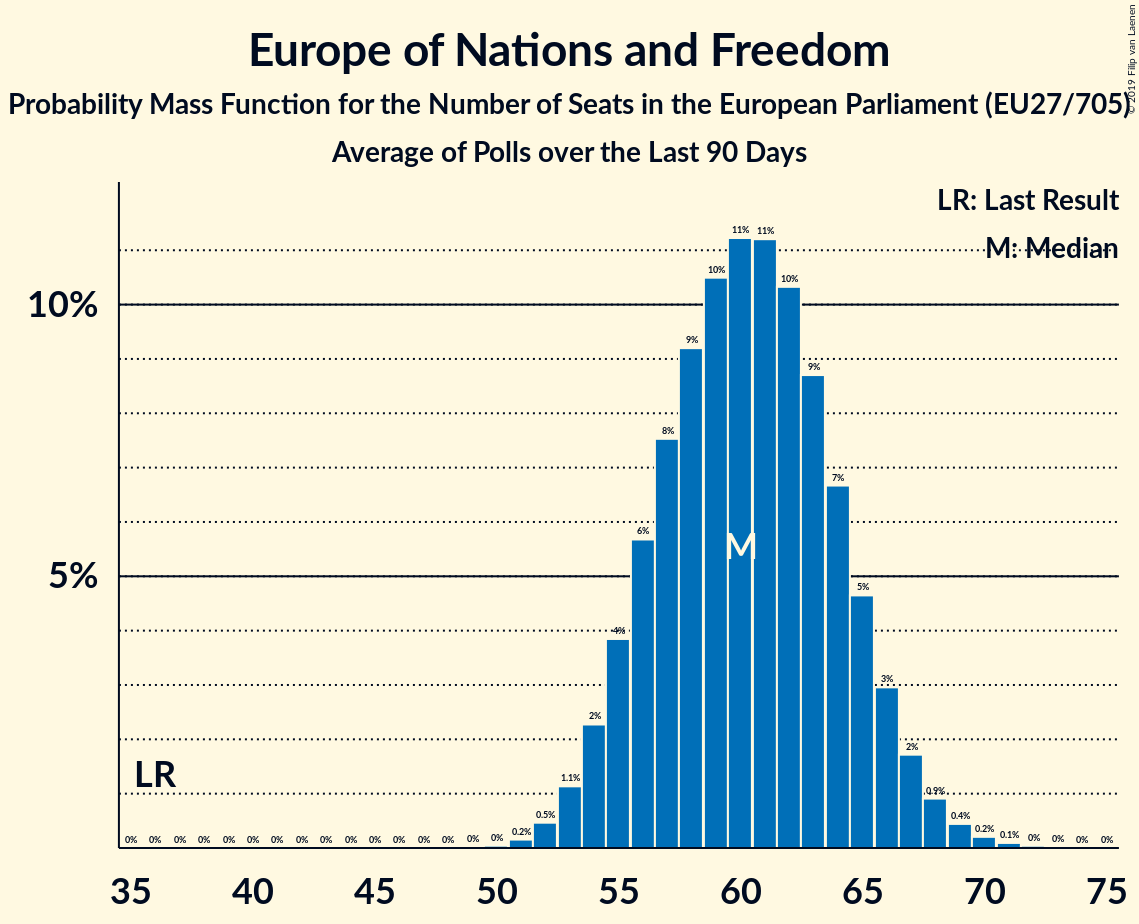 Europe of Nations and Freedom
Probability Mass Function for the Number of Seats in the European Parliament (EU27/705)
Average of Polls over the Last 90 Days
© 2019 Filip van Laenen
LR: Last Result
M: Median
11% 11%
10% 10%
10%
9% 9%
8%
7%
6%
M
5%
5%
4%
3%
2% 2%
LR
1.1% 0.9%
0.5% 0.4%
0% 0% 0% 0% 0% 0% 0% 0% 0% 0% 0% 0% 0% 0% 0% 0% 0.2% 0.2% 0.1% 0% 0% 0% 0%
35 40 45 50 55 60 65 70 75